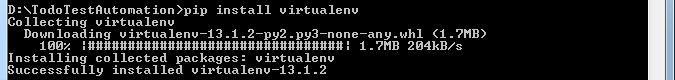 D:\TodoTestAutomation>pip install virtualenv
Collecting virtualenv
  Downloading virtualenv-13.1.2-py2.py3-none-any.whl (1.7MB)
    100% |################################| 1.7MB 204kB/s
Installing collected packages: virtualenv
Successfully installed virtualenv-13.1.2